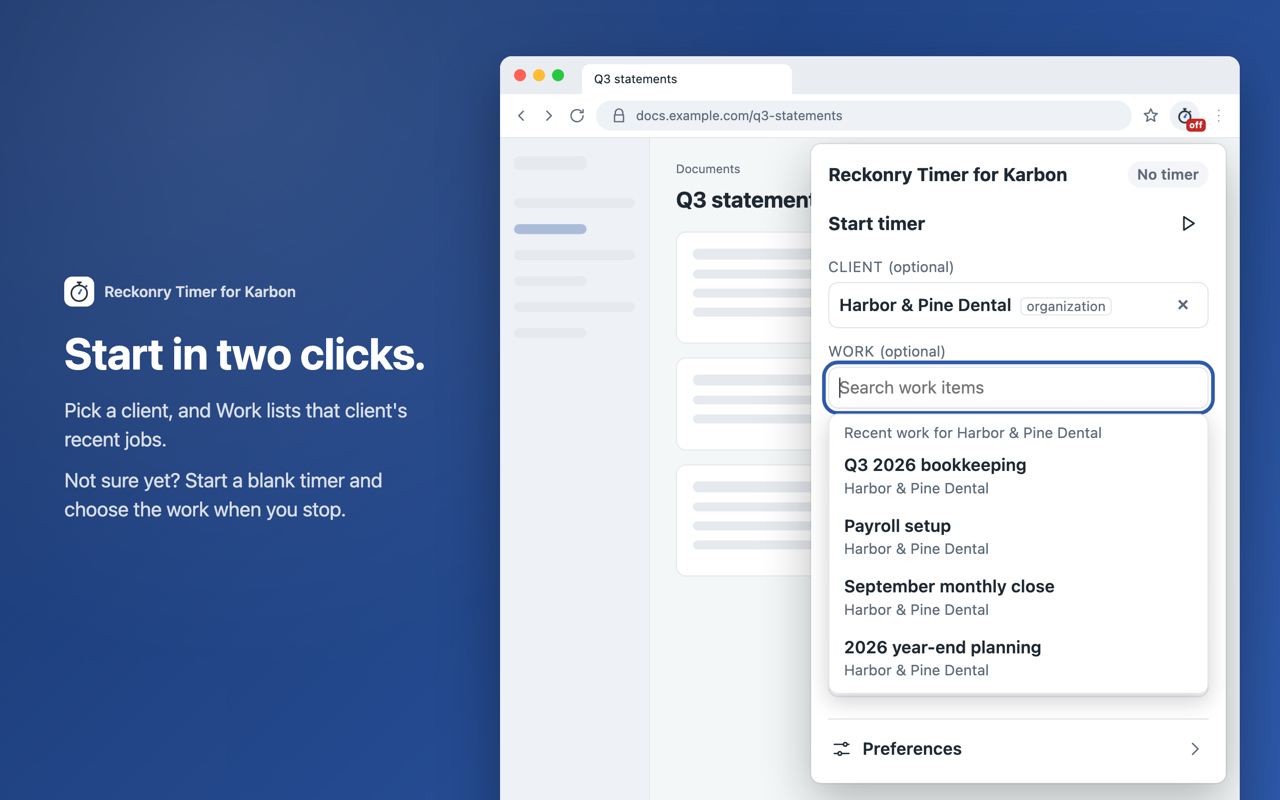 Reckonry Timer for Karbon
Start in two clicks.
Pick a client, and Work lists that client's
recent jobs.
Not sure yet? Start a blank timer and
choose the work when you stop.
Q3 statements
docs.example.com/q3-statements
off
Documents
Q3 statement
Reckonry Timer for Karbon
No timer
Start timer
CLIENT (optional)
Harbor & Pine Dental organization
WORK (optional)
Search work items
Recent work for Harbor & Pine Dental
Q3 2026 bookkeeping
Harbor & Pine Dental
Payroll setup
Harbor & Pine Dental
September monthly close
Harbor & Pine Dental
2026 year-end planning
Harbor & Pine Dental
Preferences